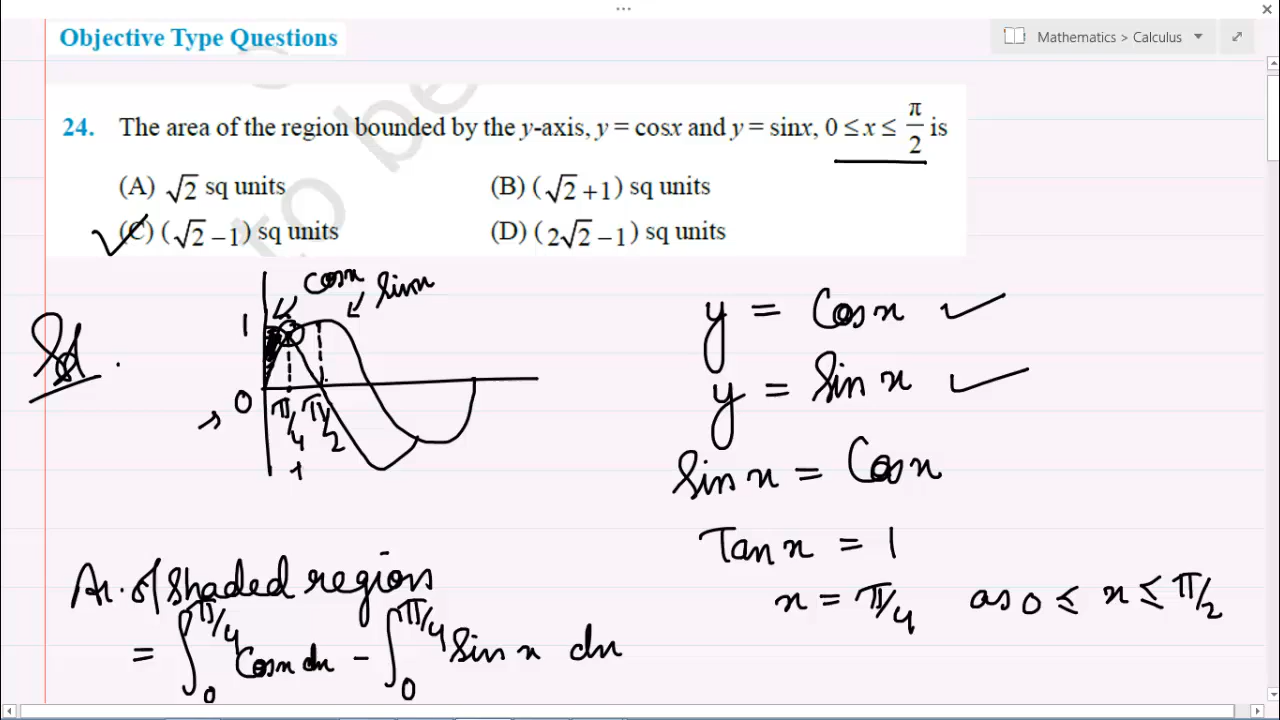 Objective Type Questions
Mathematics > Calculus
24. The area of the region bounded by the y-axis, y = cosx and y = sinx, 0 ≤ x ≤ π/2 is
(A) √2 sq units (B) (√2 + 1) sq units
(C) (√2 – 1) sq units (D) (2√2 – 1) sq units
to be
Sol.
cosx sinx
1
0 π/4 π/2
1
y = cosx
y = sinx
sinx = cosx
Tanx = 1
x = π/4 as 0 ≤ x ≤ π/2
Ar. of shaded region
= ∫₀^π/4 cosx dx – ∫₀^π/4 sinx dx